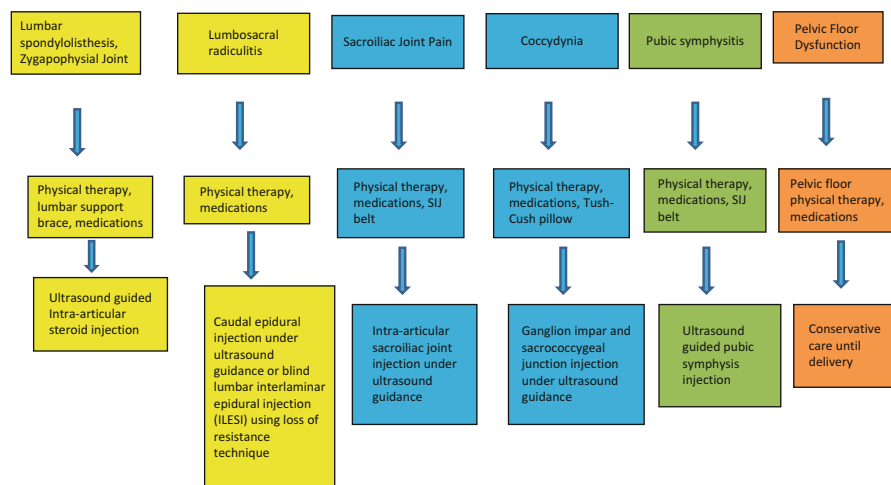 Lumbar
spondylolisthesis,
Zygapophysial Joint
Lumbosacral
radiculitis
Sacroiliac Joint Pain
Coccydynia
Pubic symphysitis
Pelvic Floor
Dysfunction
Physical therapy,
lumbar support
brace, medications
Physical therapy,
medications
Physical therapy,
medications, SIJ
belt
Physical therapy,
medications, Tush-
Cush pillow
Physical therapy,
medications, SIJ
belt
Pelvic floor
physical therapy,
medications
Ultrasound guided
Intra-articular
steroid injection
Caudal epidural
injection under
ultrasound
guidance or blind
lumbar interlaminar
epidural injection
(ILESI) using loss of
resistance
technique
Intra-articular
sacroiliac joint
injection under
ultrasound
guidance
Ganglion impar and
sacrococcygeal
junction injection
under ultrasound
guidance
Ultrasound
guided pubic
symphysis
injection
Conservative
care until
delivery